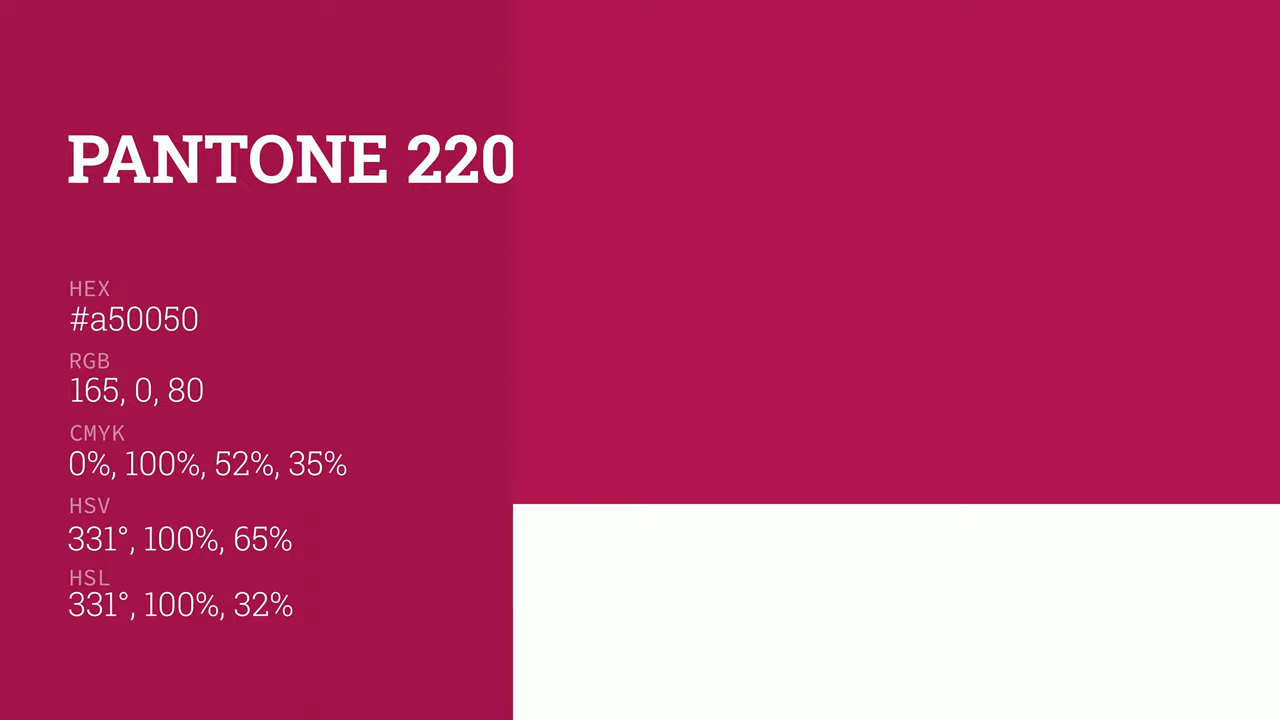 PANTONE 220
HEX
#a50050
RGB
165, 0, 80
CMYK
0%, 100%, 52%, 35%
HSV
331°, 100%, 65%
HSL
331°, 100%, 32%